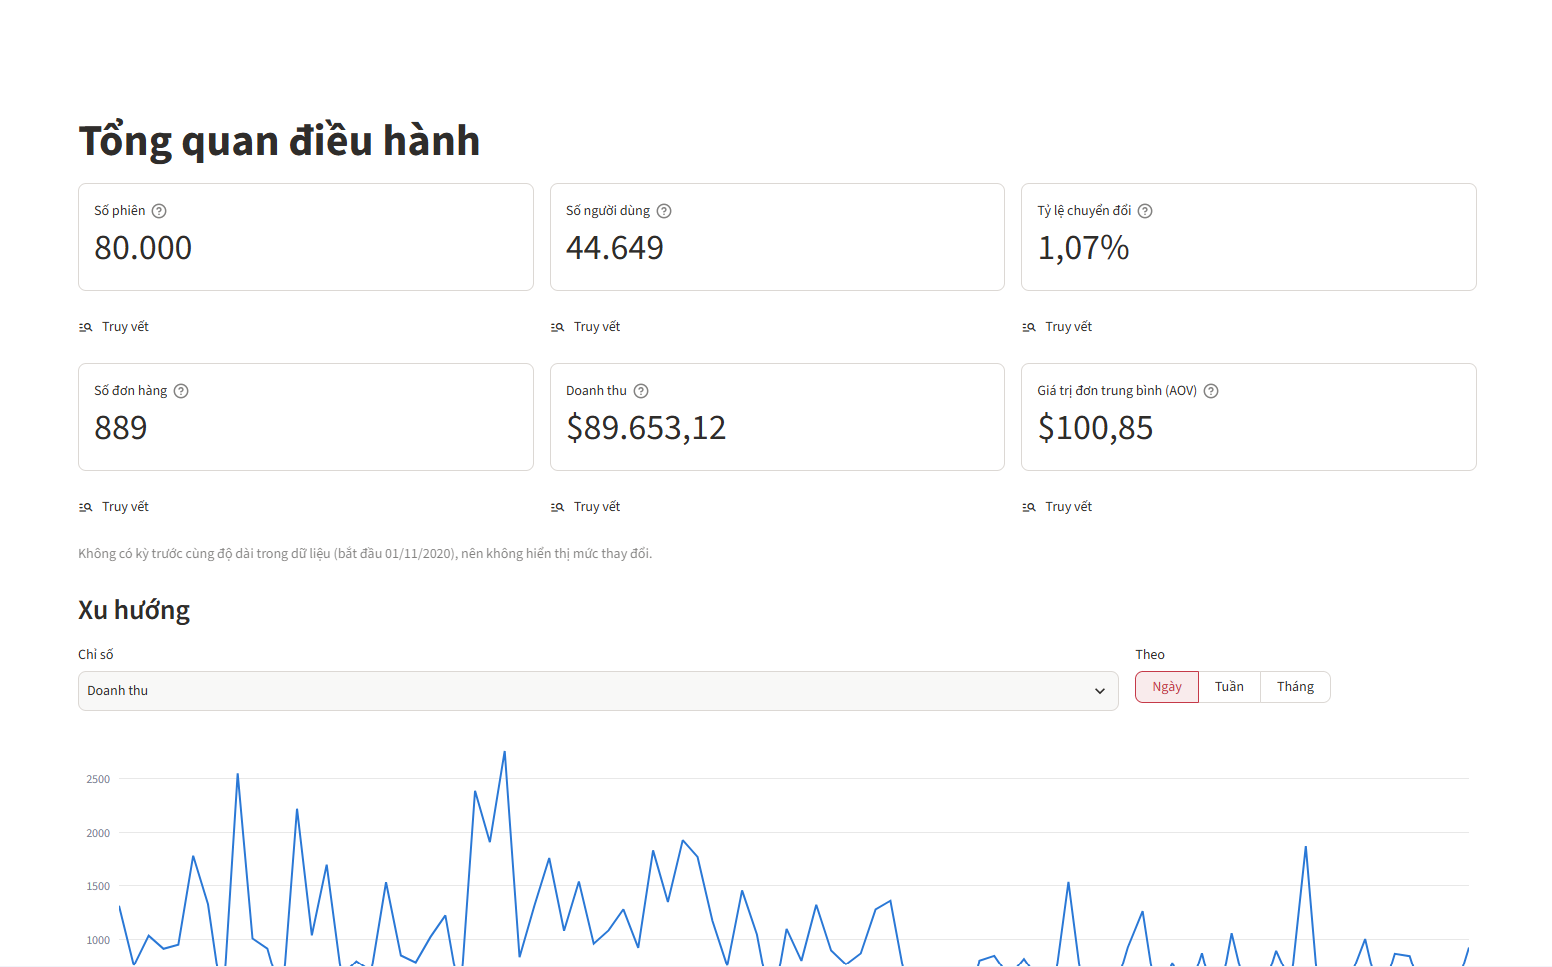 Tổng quan điều hành
Số phiên
80.000
Số người dùng
44.649
Tỷ lệ chuyển đổi
1,07%
Truy vết
Truy vết
Truy vết
Số đơn hàng
889
Doanh thu
$89.653,12
Giá trị đơn trung bình (AOV)
$100,85
Truy vết
Truy vết
Truy vết
Không có kỳ trước cùng độ dài trong dữ liệu (bắt đầu 01/11/2020), nên không hiển thị mức thay đổi.
Xu hướng
Chỉ số
Doanh thu
Theo
Ngày Tuần Tháng
2500
2000
1500
1000